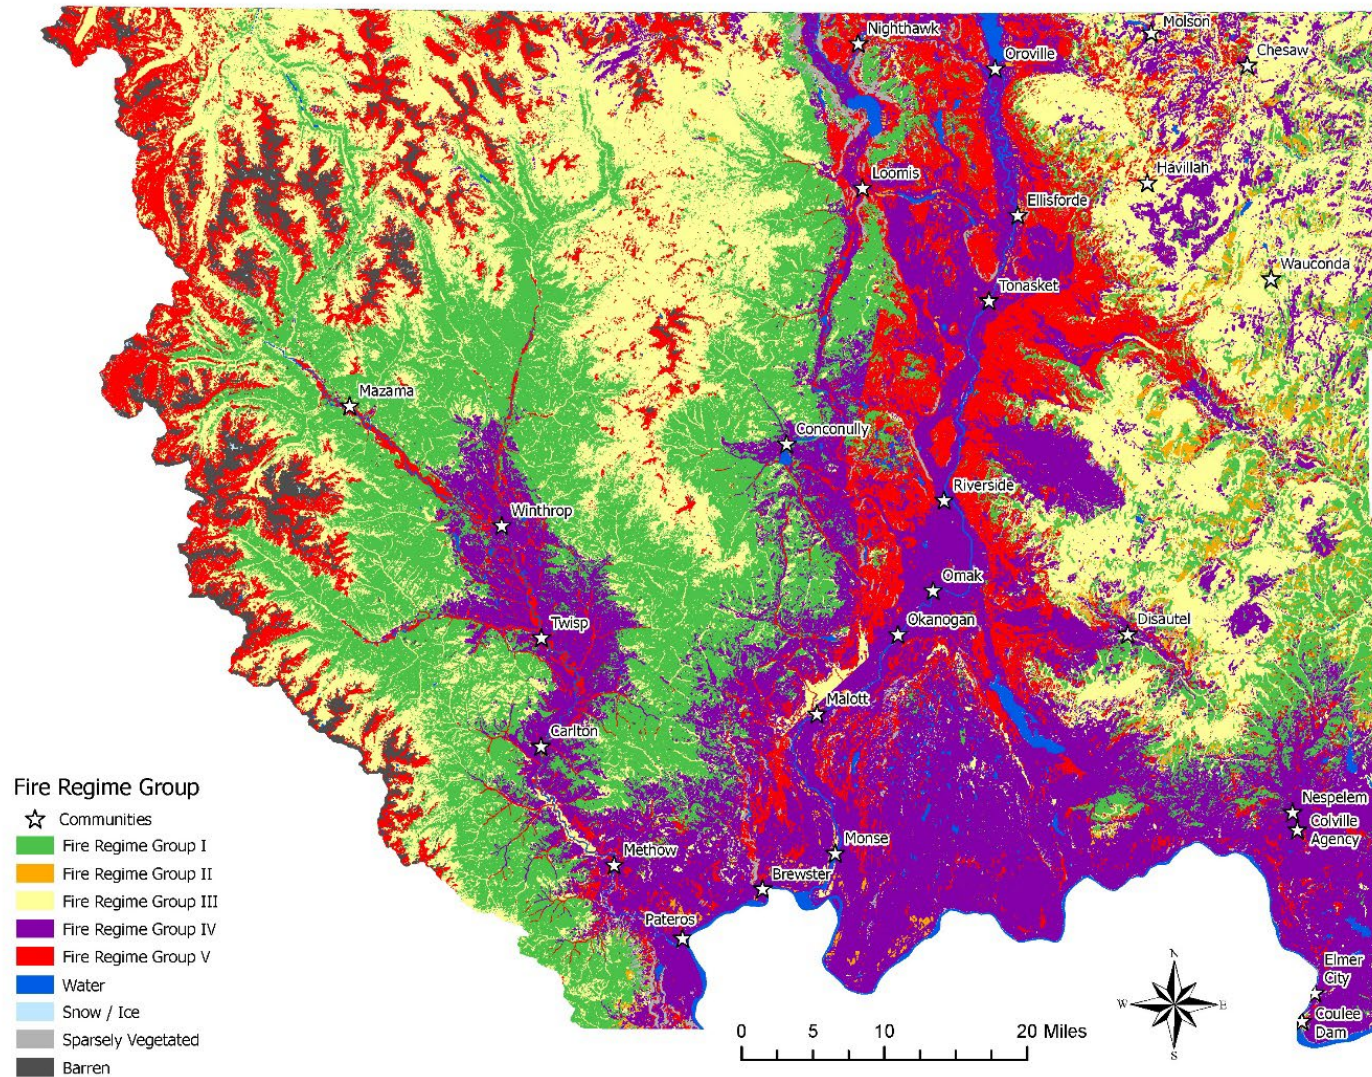 Molson
Nighthawk
Chesaw
Oroville
Havillah
Loomis
Ellisforde
Wauconda
Tonasket
Mazama
Conconully
Riverside
Winthrop
Omak
Okanogan
Disautel
Twisp
Malott
Carlton
Fire Regime Group
Communities
Fire Regime Group I
Fire Regime Group II
Fire Regime Group III
Fire Regime Group IV
Fire Regime Group V
Water
Snow / Ice
Sparsely Vegetated
Barren
Nespelem
Colville
Agency
Monse
Methow
Brewster
Pateros
Elmer
City
Coulee
Dam
N
W
E
S
0 5 10 20 Miles